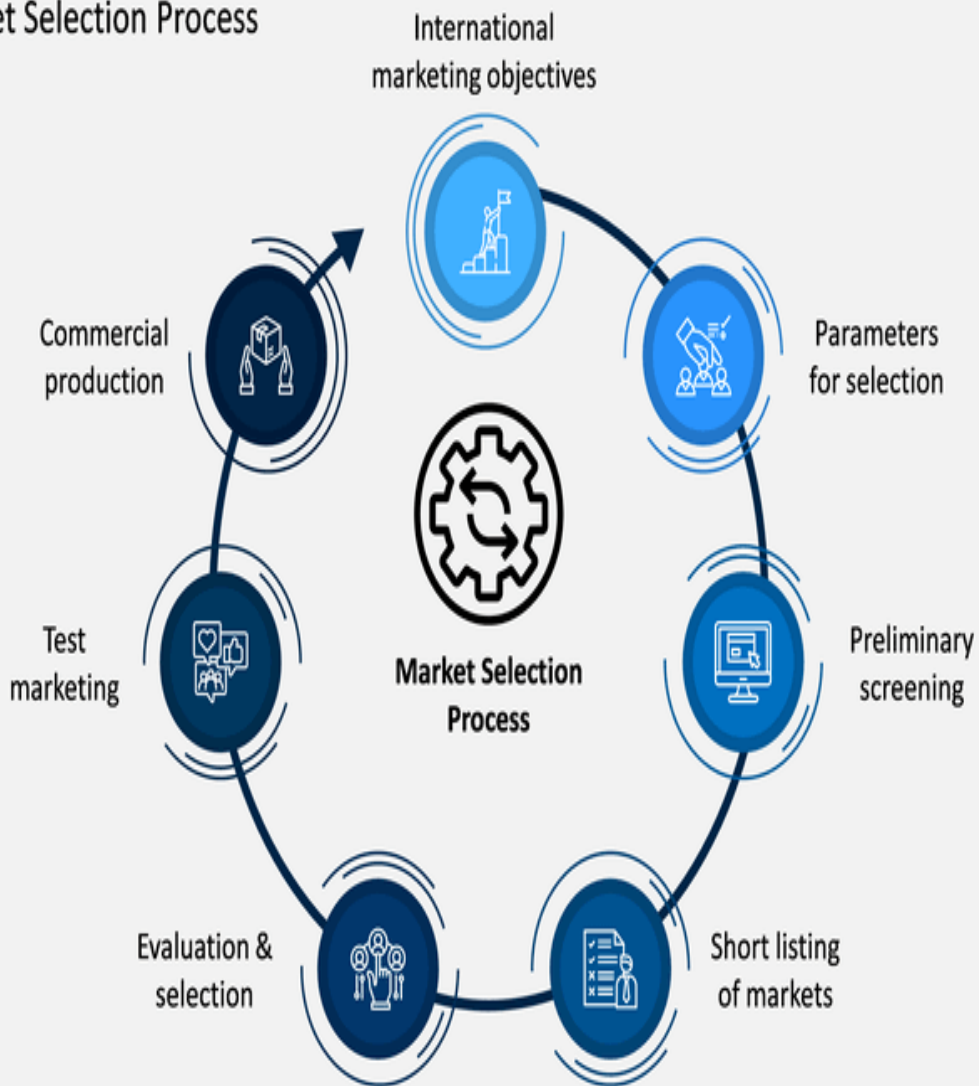 et Selection Process
International
marketing objectives
Parameters
for selection
Preliminary
screening
Short listing
of markets
Evaluation &
selection
Test
marketing
Commercial
production
Market Selection
Process